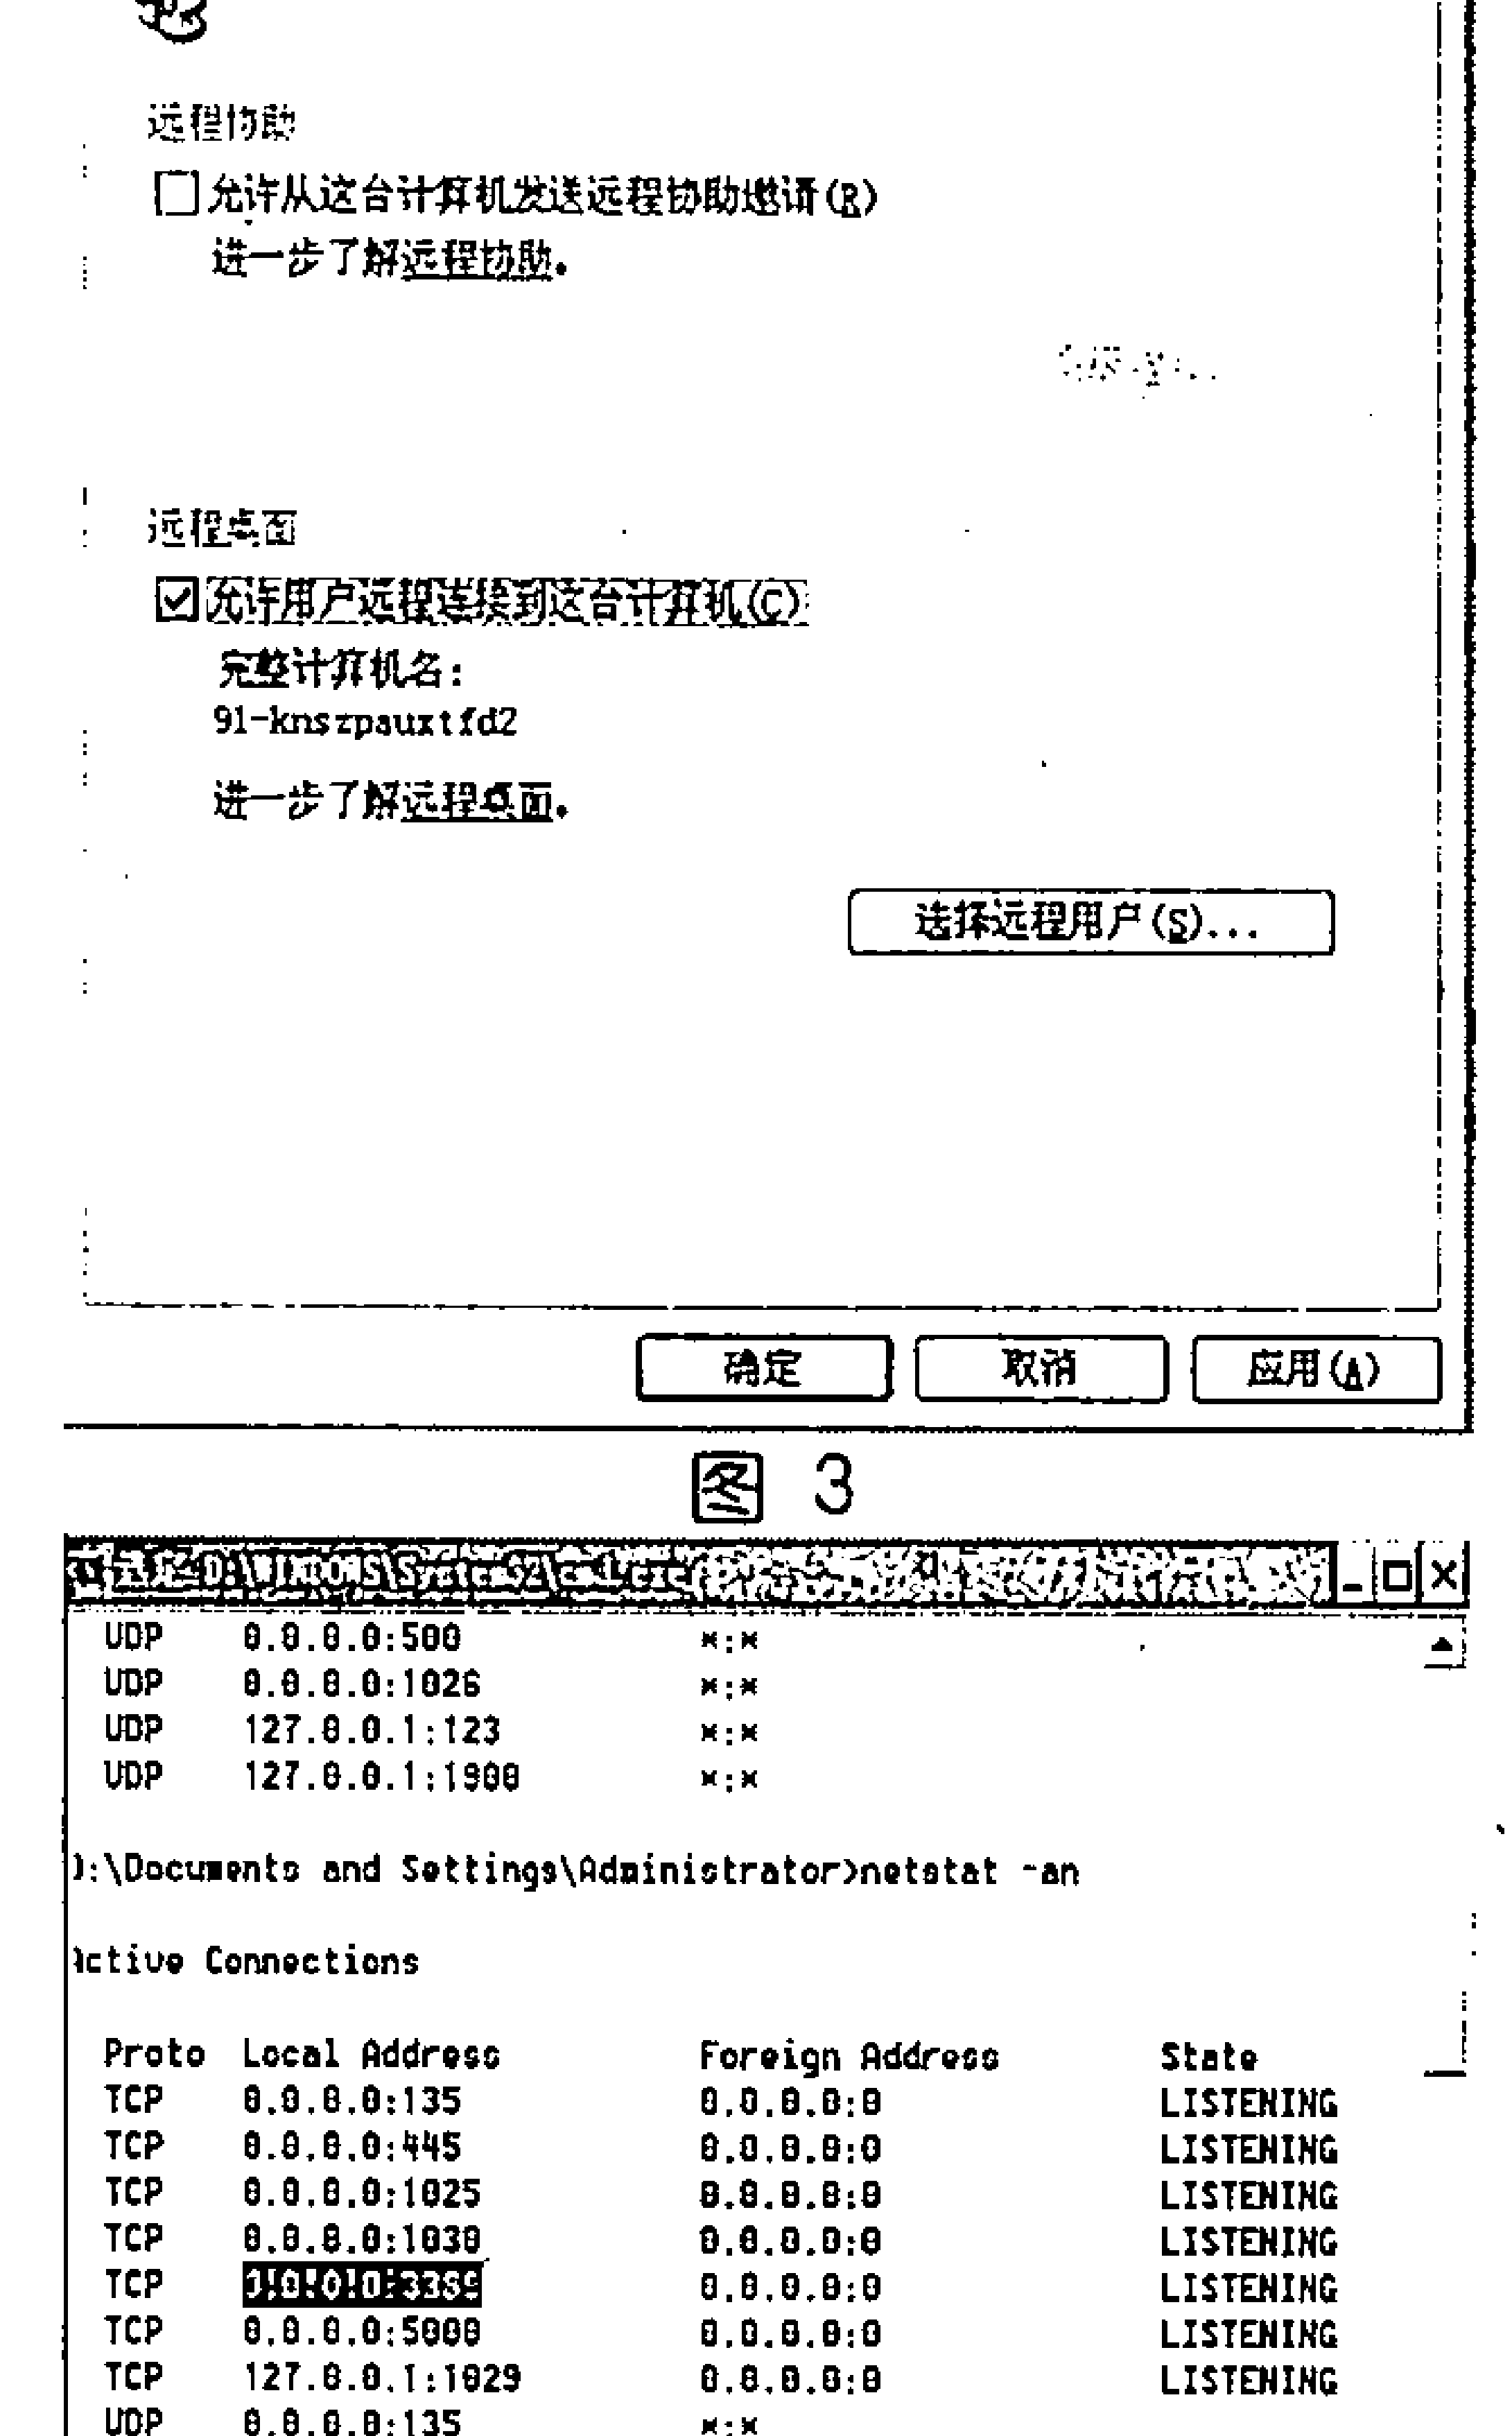 远程协助
允许从这台计算机发送远程协助邀请(R)
进一步了解远程协助。
远程桌面
允许用户远程连接到这台计算机(C)
完整计算机名:
91-knszpauxtfd2
进一步了解远程桌面。
选择远程用户(S)...
确定 取消 应用(A)
图 3
D:\WINDOWS\System32\cmd.exe
UDP 0.0.0.0:500 *:*
UDP 0.0.0.0:1026 *:*
UDP 127.0.0.1:123 *:*
UDP 127.0.0.1:1900 *:*
:\Documents and Settings\Administrator>netstat -an
Active Connections
Proto Local Address Foreign Address State
TCP 0.0.0.0:135 0.0.0.0:0 LISTENING
TCP 0.0.0.0:445 0.0.0.0:0 LISTENING
TCP 0.0.0.0:1025 0.0.0.0:0 LISTENING
TCP 0.0.0.0:1030 0.0.0.0:0 LISTENING
TCP 0.0.0.0:3389 0.0.0.0:0 LISTENING
TCP 0.0.0.0:5000 0.0.0.0:0 LISTENING
TCP 127.0.0.1:1029 0.0.0.0:0 LISTENING
UDP 0.0.0.0:135 *:*